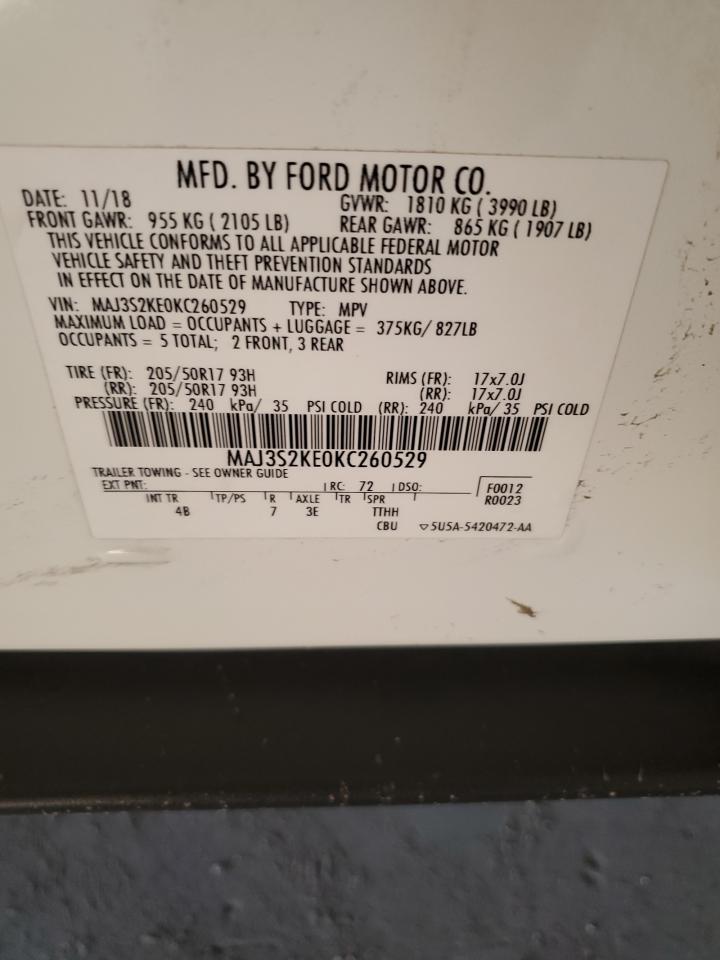 MFD. BY FORD MOTOR CO.
DATE: 11/18 GVWR: 1810 KG ( 3990 LB)
FRONT GAWR: 955 KG ( 2105 LB) REAR GAWR: 865 KG ( 1907 LB)
THIS VEHICLE CONFORMS TO ALL APPLICABLE FEDERAL MOTOR
VEHICLE SAFETY AND THEFT PREVENTION STANDARDS
IN EFFECT ON THE DATE OF MANUFACTURE SHOWN ABOVE.
VIN: MAJ3S2KE0KC260529 TYPE: MPV
MAXIMUM LOAD = OCCUPANTS + LUGGAGE = 375KG/ 827LB
OCCUPANTS = 5 TOTAL; 2 FRONT, 3 REAR
TIRE (FR): 205/50R17 93H RIMS (FR): 17x7.0J
(RR): 205/50R17 93H (RR): 17x7.0J
PRESSURE (FR): 240 kPa/ 35 PSI COLD (RR): 240 kPa/ 35 PSI COLD
MAJ3S2KE0KC260529
TRAILER TOWING - SEE OWNER GUIDE
EXT PNT: RC: 72 DSO: F0012
INT TR TP/PS R AXLE TR SPR R0023
4B 7 3E TTHH
CBU ▽5U5A-5420472-AA